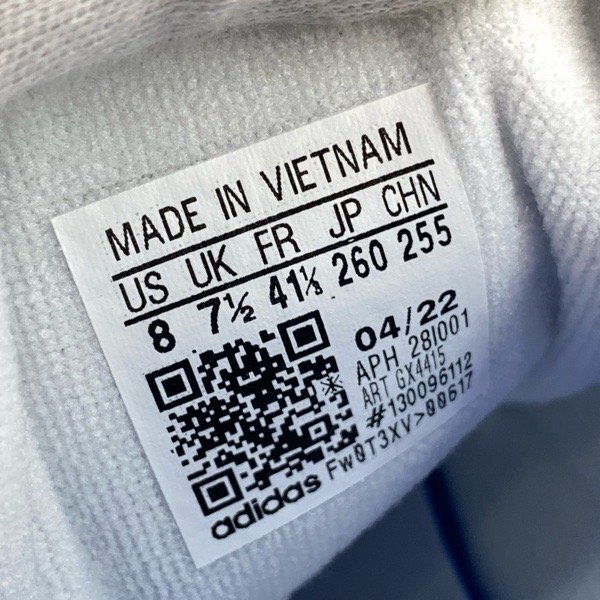 MADE IN VIETNAM
US UK FR JP CHN
8 7½ 41⅓ 260 255
04/22
APH 28I001
ART GX4415
#130096112
FW0T3XV>00617
adidas